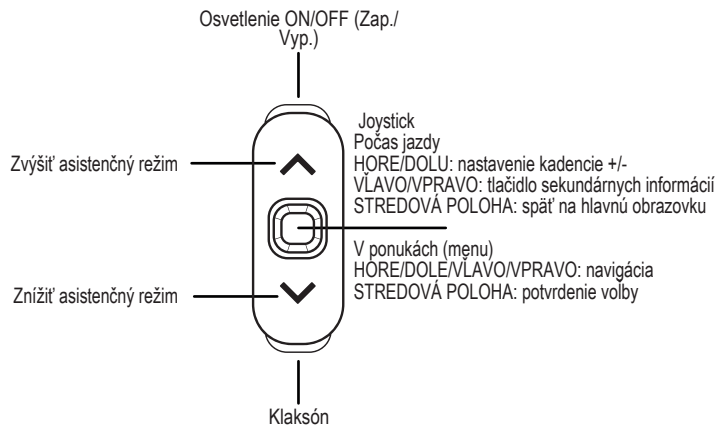 Osvetlenie ON/OFF (Zap./
Vyp.)
Joystick
Počas jazdy
HORE/DOLU: nastavenie kadencie +/-
VĽAVO/VPRAVO: tlačidlo sekundárnych informácií
STREDOVÁ POLOHA: späť na hlavnú obrazovku
Zvýšiť asistenčný režim
V ponukách (menu)
HORE/DOLE/VĽAVO/VPRAVO: navigácia
STREDOVÁ POLOHA: potvrdenie voľby
Znížiť asistenčný režim
Klaksón